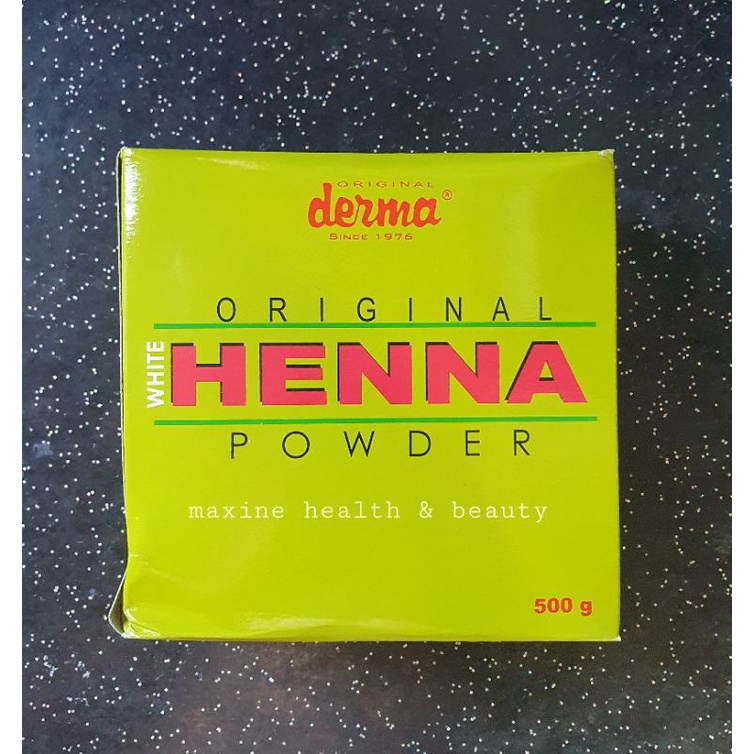 ORIGINAL
derma®
SINCE 1976
ORIGINAL
WHITE
HENNA
POWDER
maxine health & beauty
500 g